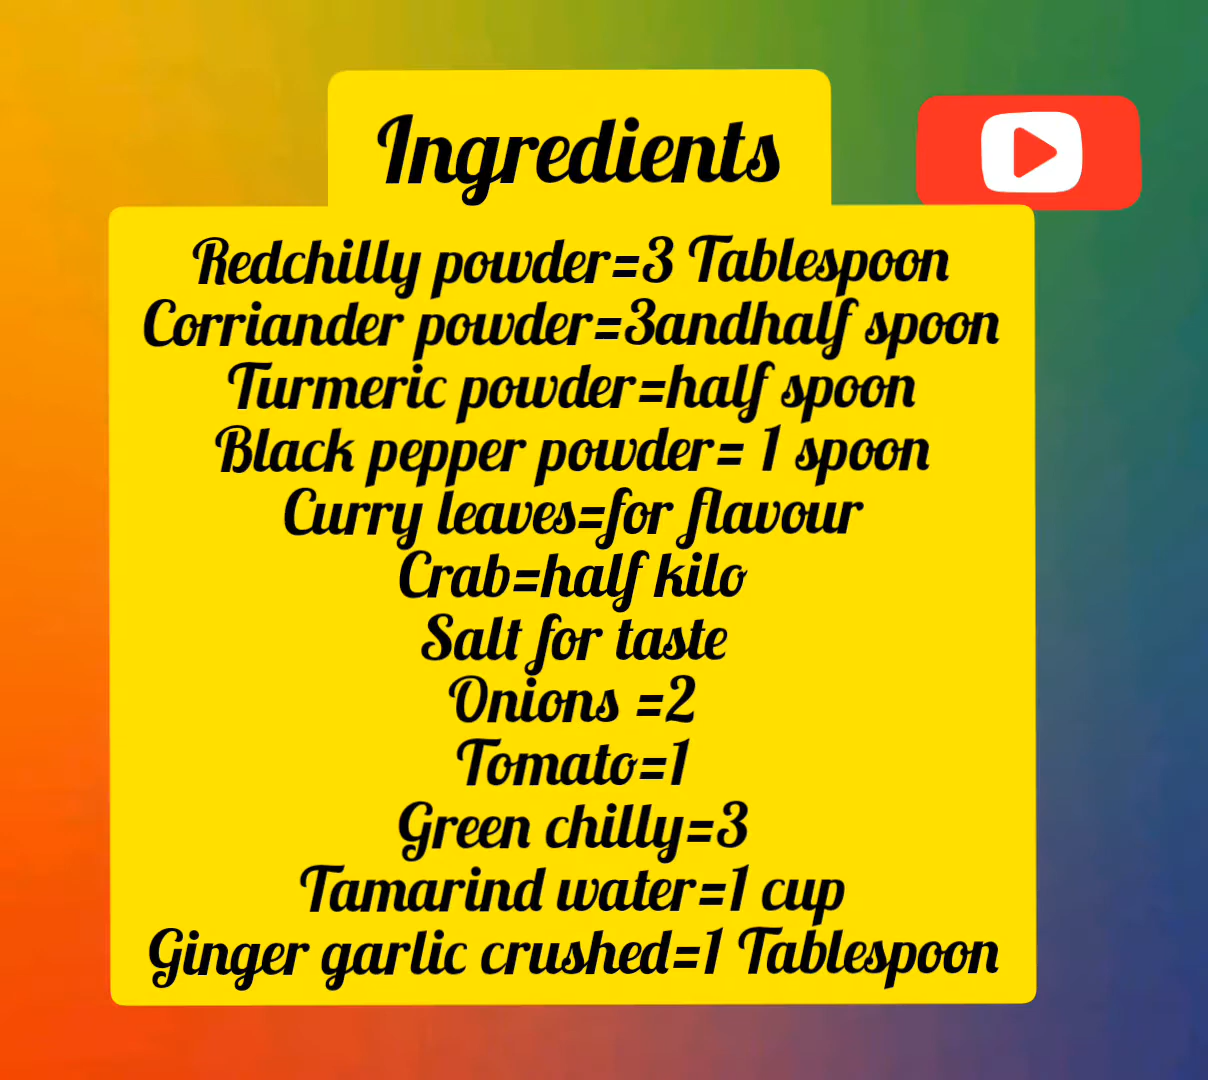 Ingredients
Redchilly powder=3 Tablespoon
Corriander powder=3andhalf spoon
Turmeric powder=half spoon
Black pepper powder= 1 spoon
Curry leaves=for flavour
Crab=half kilo
Salt for taste
Onions =2
Tomato=1
Green chilly=3
Tamarind water=1 cup
Ginger garlic crushed=1 Tablespoon